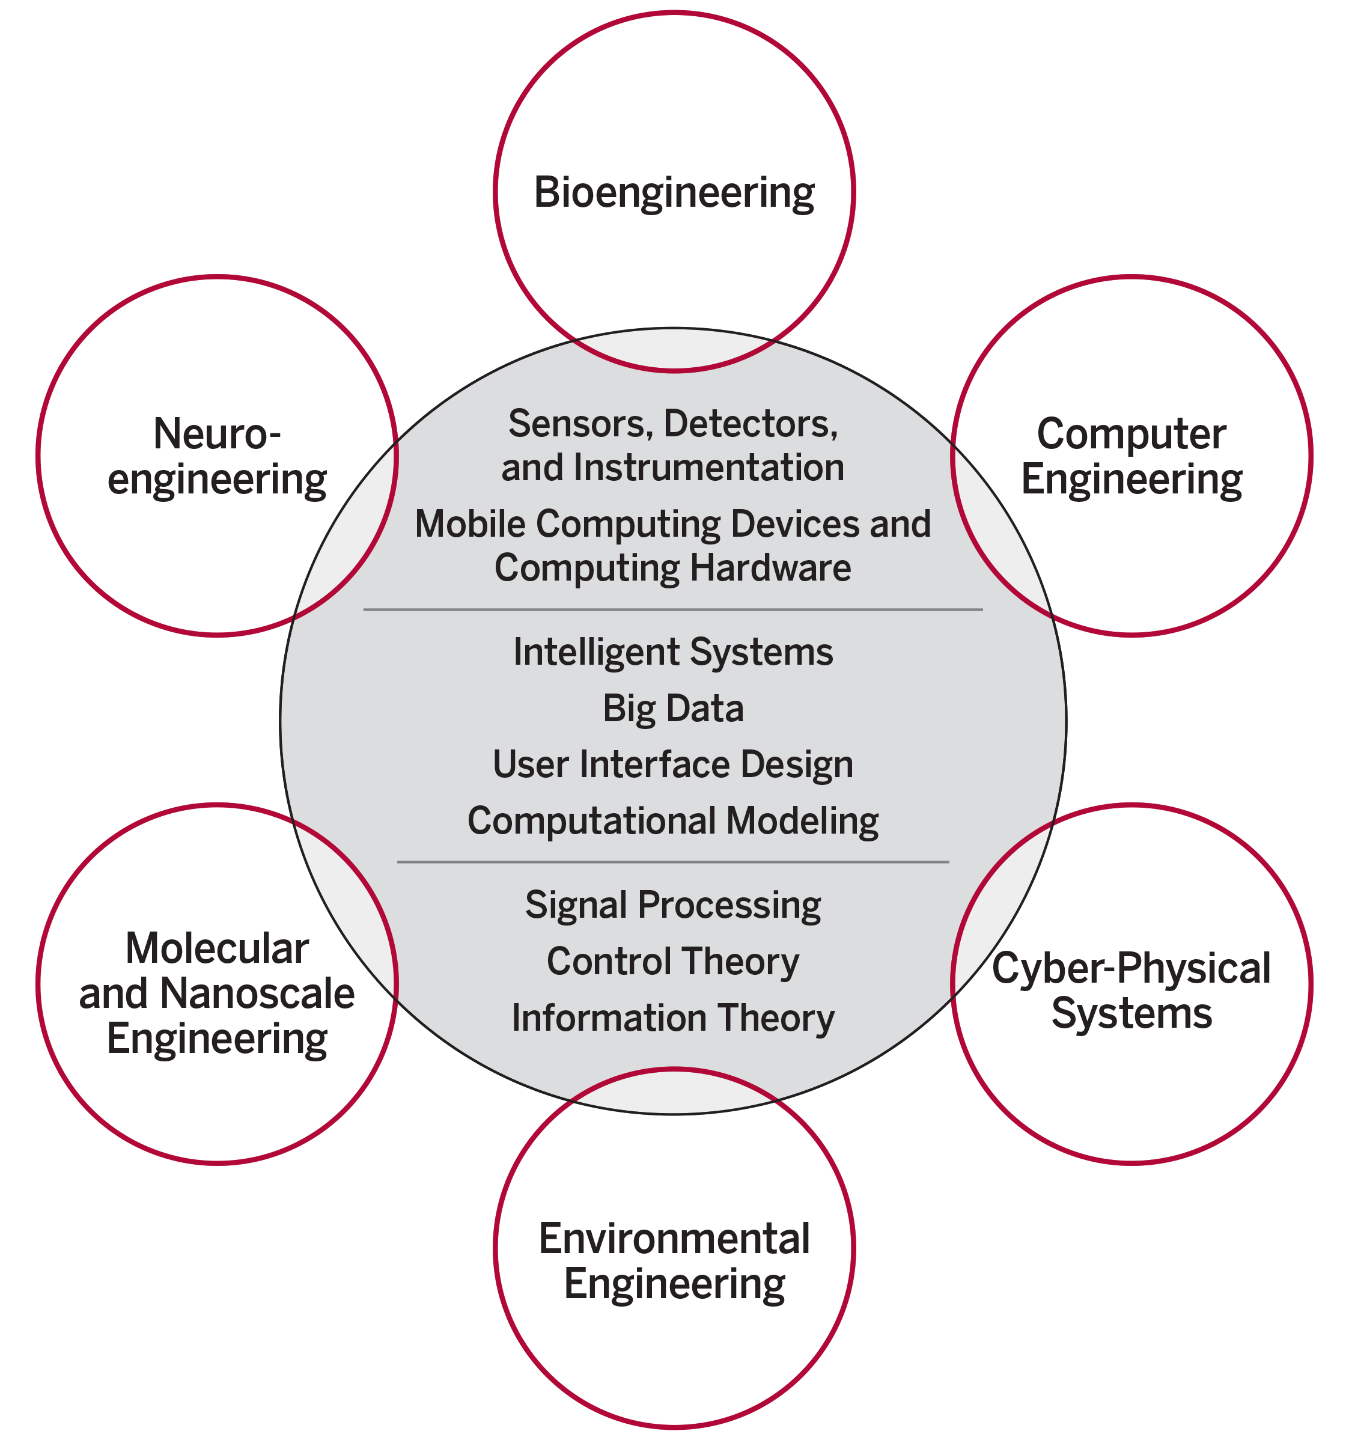 Bioengineering
Neuro-
engineering
Computer
Engineering
Sensors, Detectors,
and Instrumentation
Mobile Computing Devices and
Computing Hardware
Intelligent Systems
Big Data
User Interface Design
Computational Modeling
Signal Processing
Control Theory
Information Theory
Molecular
and Nanoscale
Engineering
Cyber-Physical
Systems
Environmental
Engineering